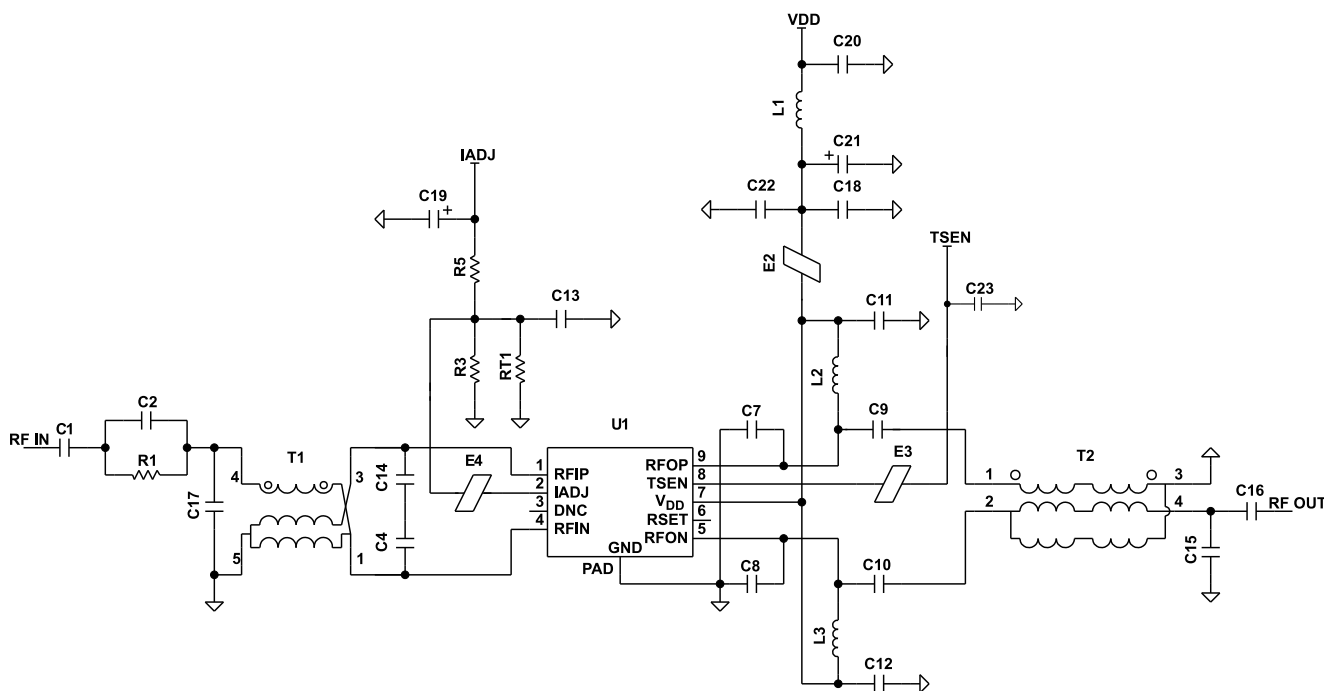 VDD
C20
L1
C21
+
IADJ
C19
+
C22
C18
TSEN
E2
R5
C23
C13
C11
R3
RT1
L2
C2
C7
C9
U1
RF IN
C1
R1
T1
E4
T2
4
3
C14
1
RFIP
RFOP
9
2
IADJ
TSEN
8
E3
1
3
3
DNC
VDD
7
2
4
C16
C17
4
RFIN
RSET
6
RF OUT
RFON
5
C4
GND
5
1
PAD
C8
C10
C15
L3
C12